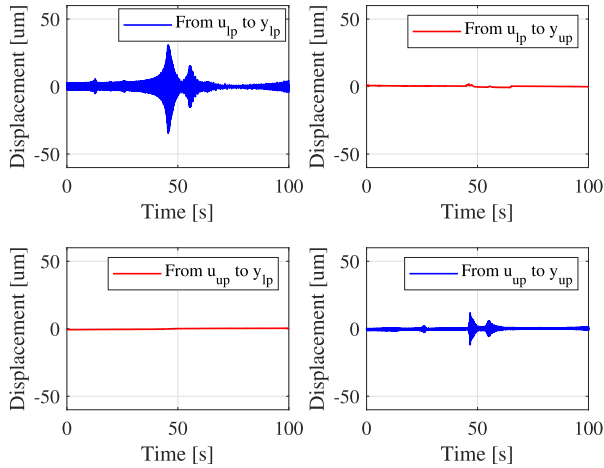 From u_lp to y_lp
Displacement [um]
50
0
-50
0
50
100
Time [s]
From u_lp to y_up
Displacement [um]
50
0
-50
0
50
100
Time [s]
From u_up to y_lp
Displacement [um]
50
0
-50
0
50
100
Time [s]
From u_up to y_up
Displacement [um]
50
0
-50
0
50
100
Time [s]